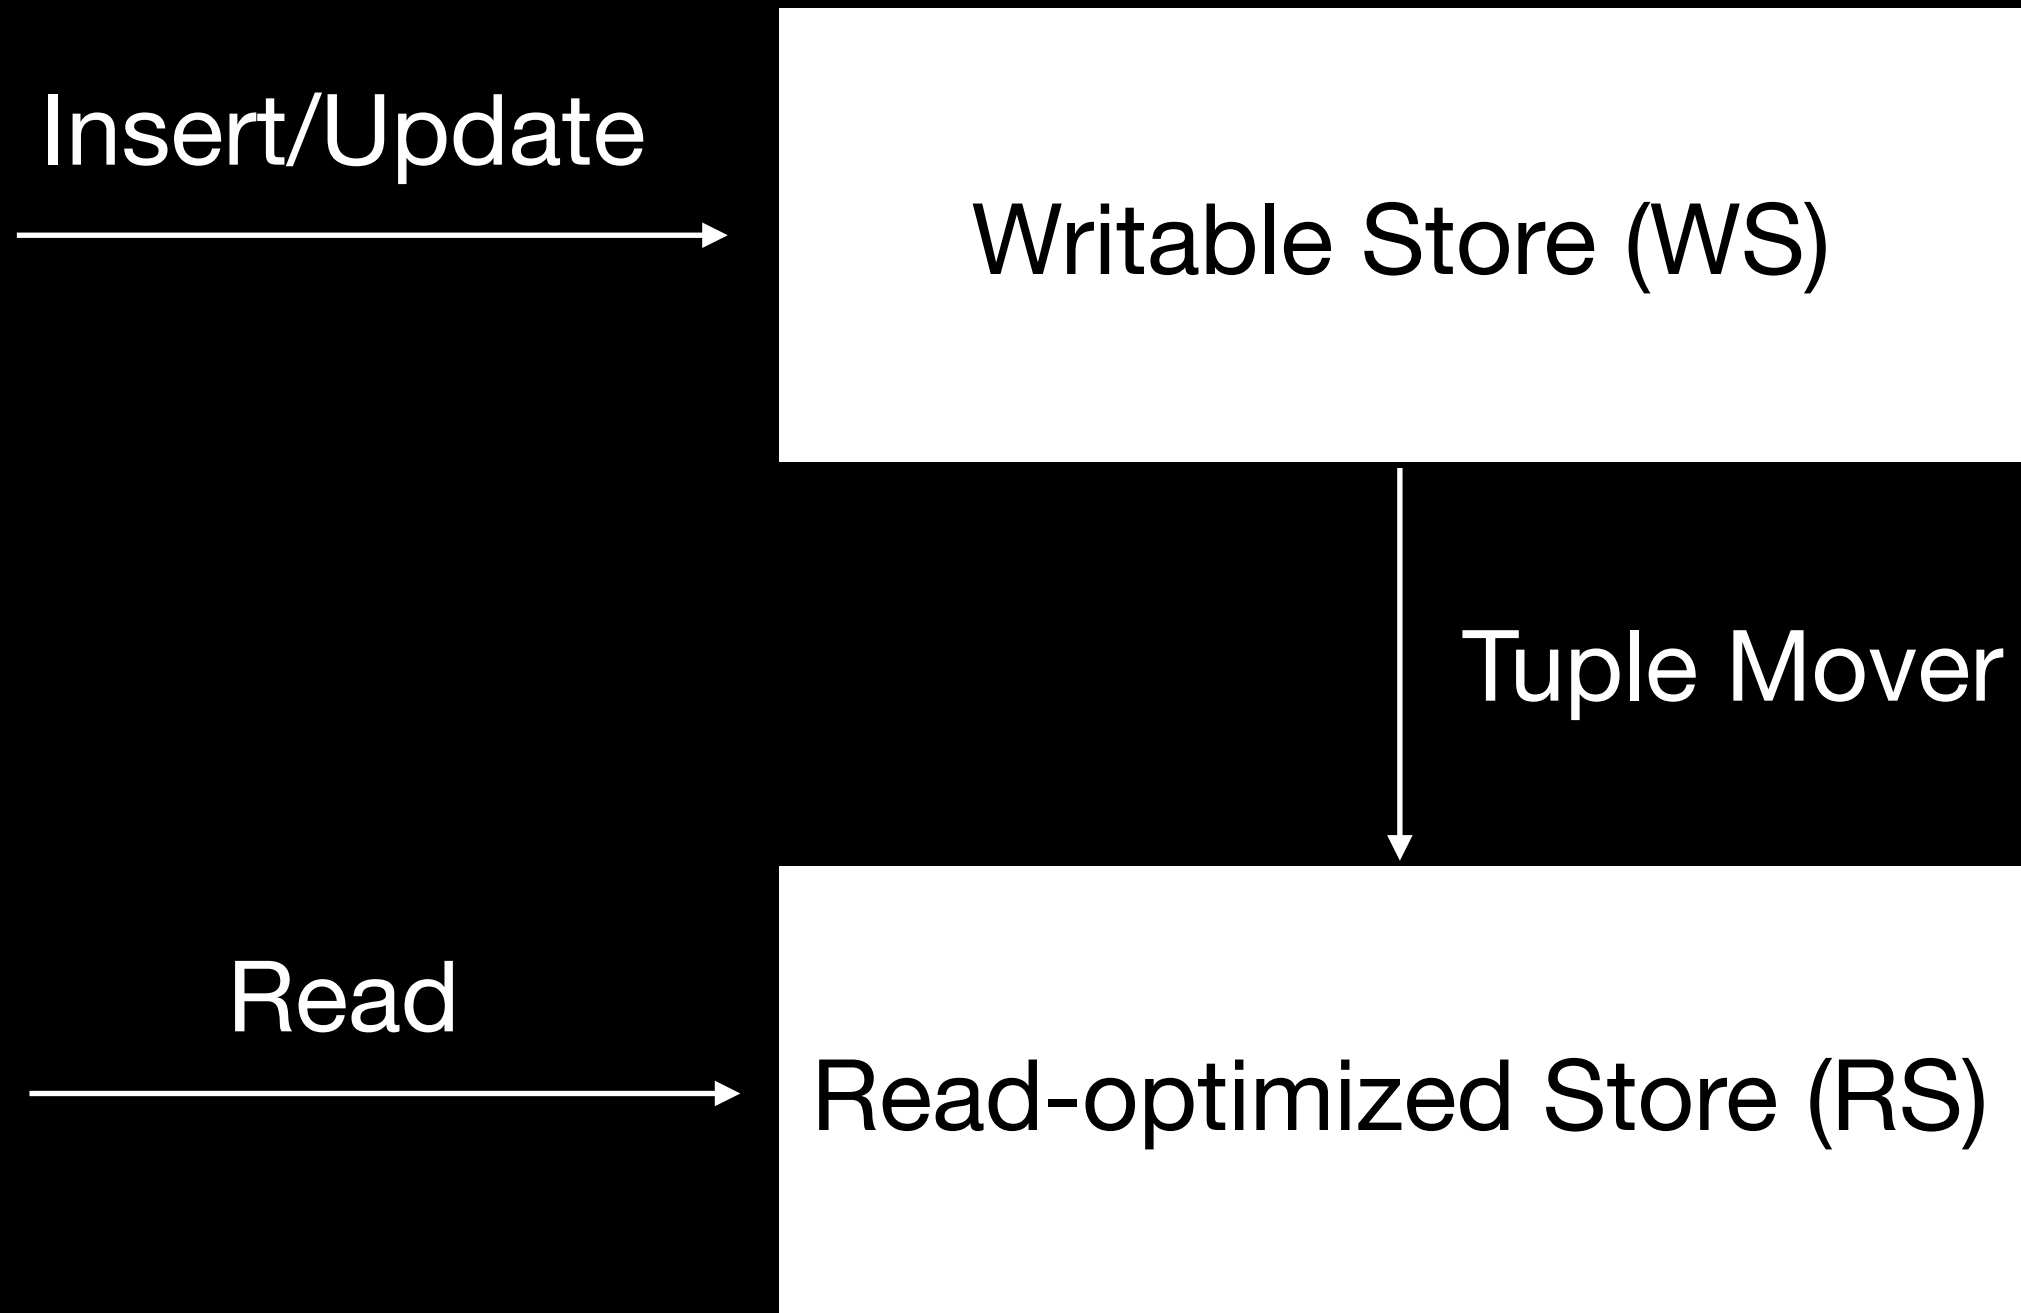 Insert/Update
Writable Store (WS)
Tuple Mover
Read
Read-optimized Store (RS)